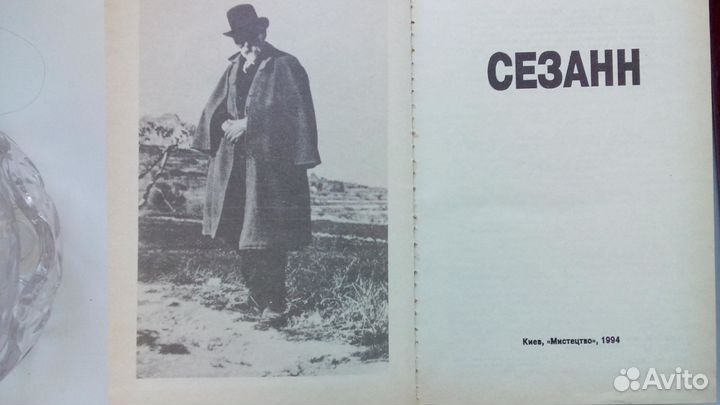 СЕЗАНН
Киев, «Мистецтво», 1994
Avito